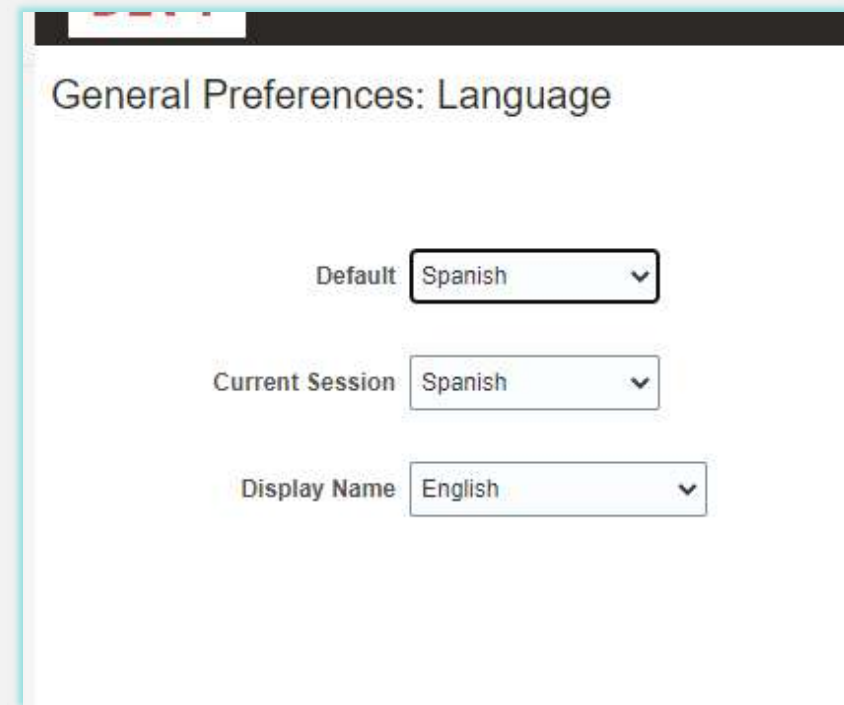 General Preferences: Language
Default Spanish
Current Session Spanish
Display Name English